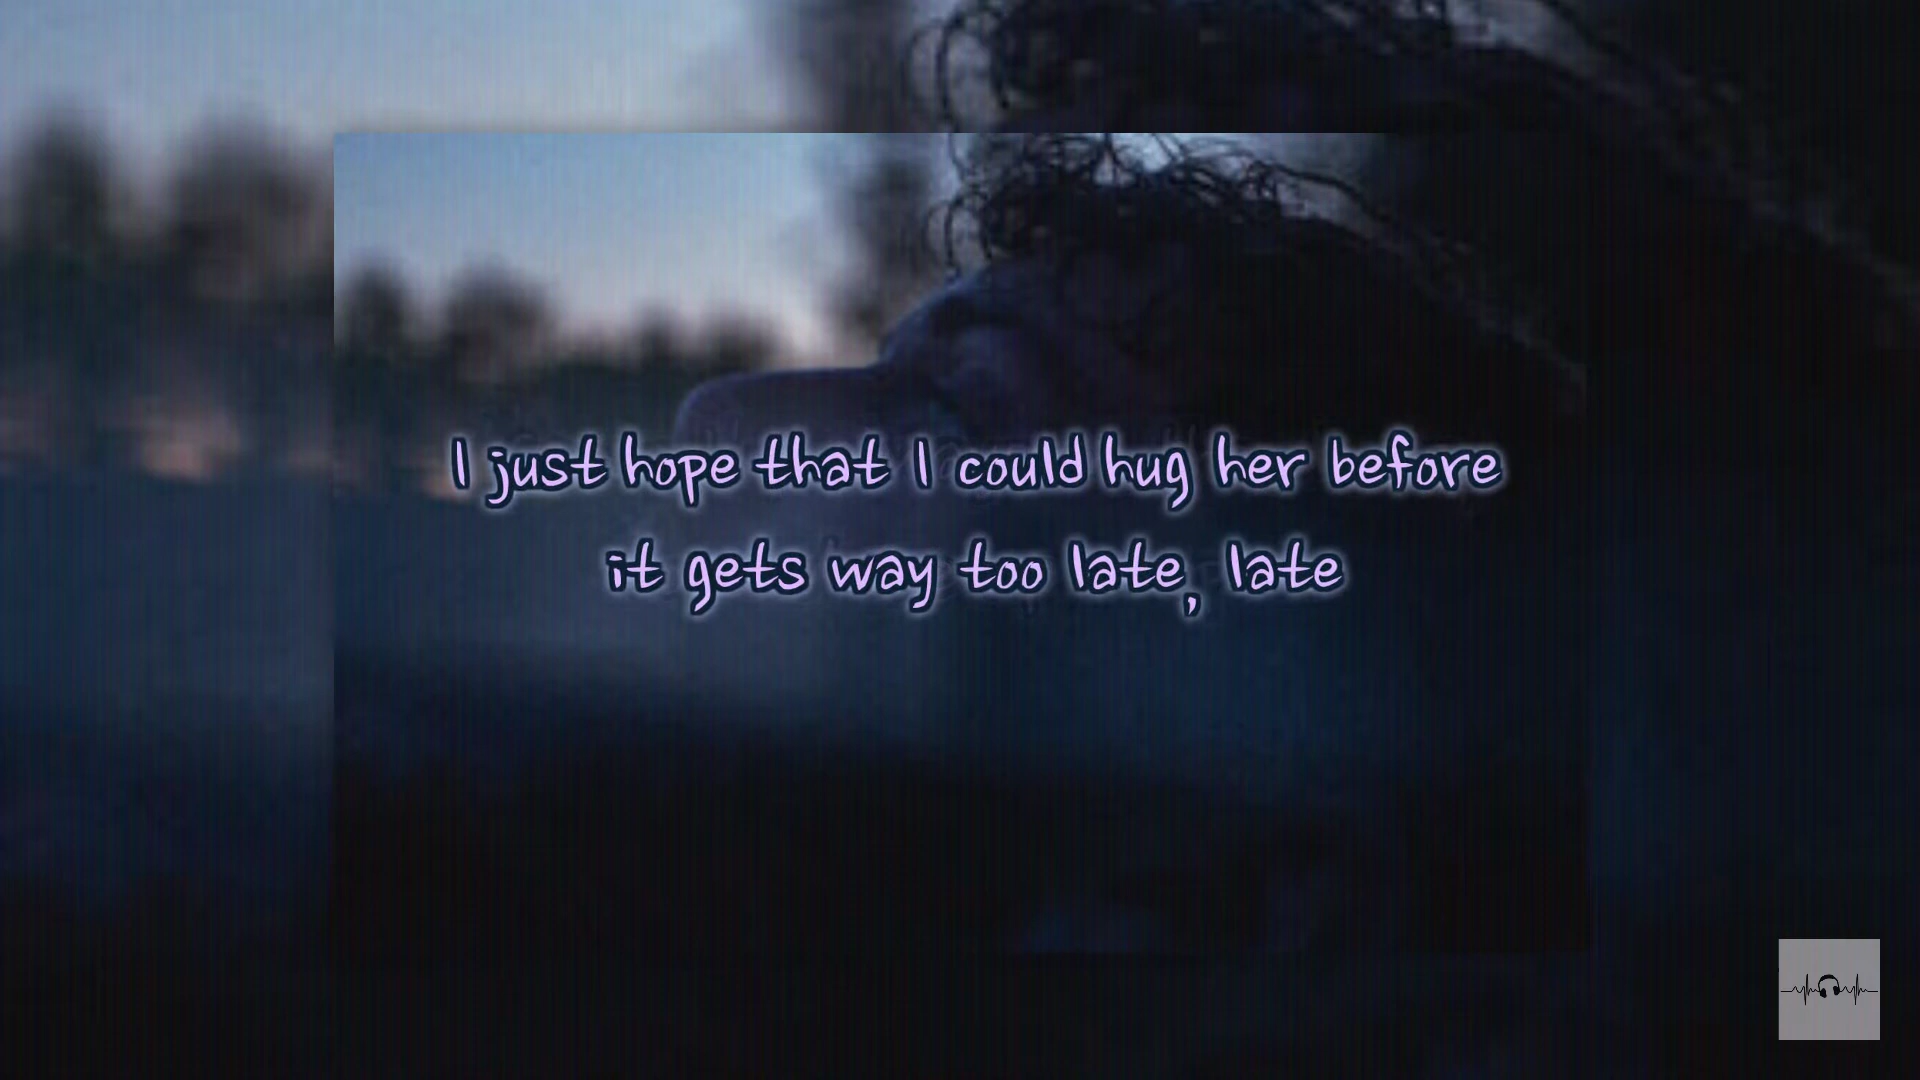 I just hope that I could hug her before
it gets way too late, late